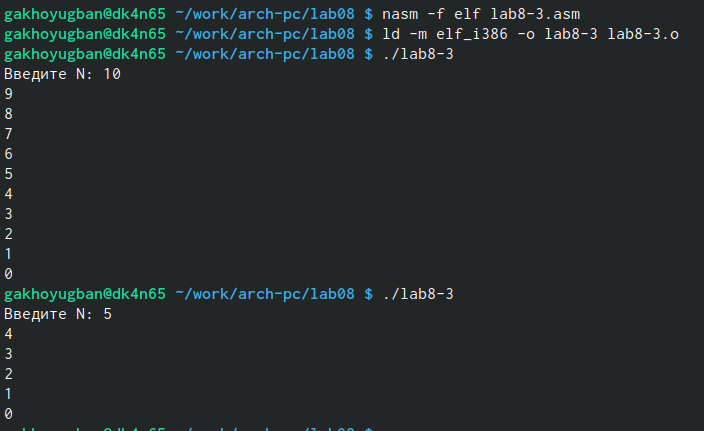 gakhoyugban@dk4n65 ~/work/arch-pc/lab08 $ nasm -f elf lab8-3.asm
gakhoyugban@dk4n65 ~/work/arch-pc/lab08 $ ld -m elf_i386 -o lab8-3 lab8-3.o
gakhoyugban@dk4n65 ~/work/arch-pc/lab08 $ ./lab8-3
Введите N: 10
9
8
7
6
5
4
3
2
1
0
gakhoyugban@dk4n65 ~/work/arch-pc/lab08 $ ./lab8-3
Введите N: 5
4
3
2
1
0